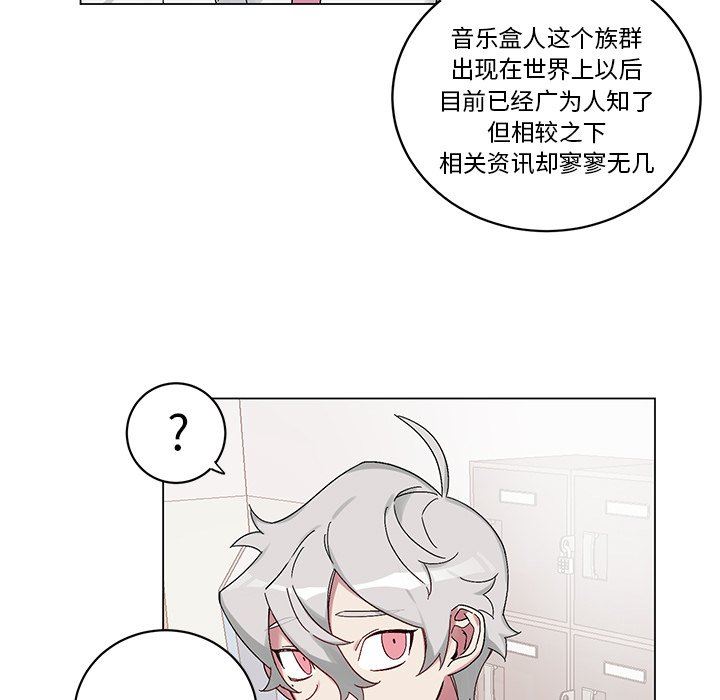 音乐盒人这个族群
出现在世界上以后
目前已经广为人知了
但相较之下
相关资讯却寥寥无几
?